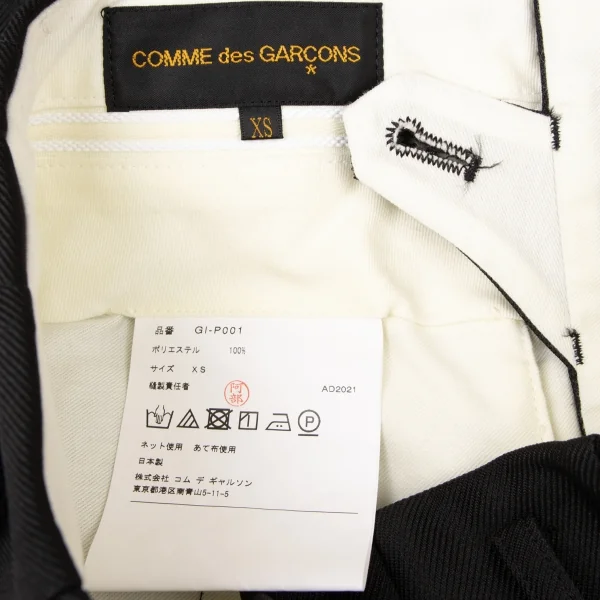 COMME des GARÇONS
*
XS
品番 GI-P001
ポリエステル 100%
サイズ XS
縫製責任者 阿部 AD2021
P
ネット使用 あて布使用
日本製
株式会社 コム デ ギャルソン
東京都港区南青山5-11-5